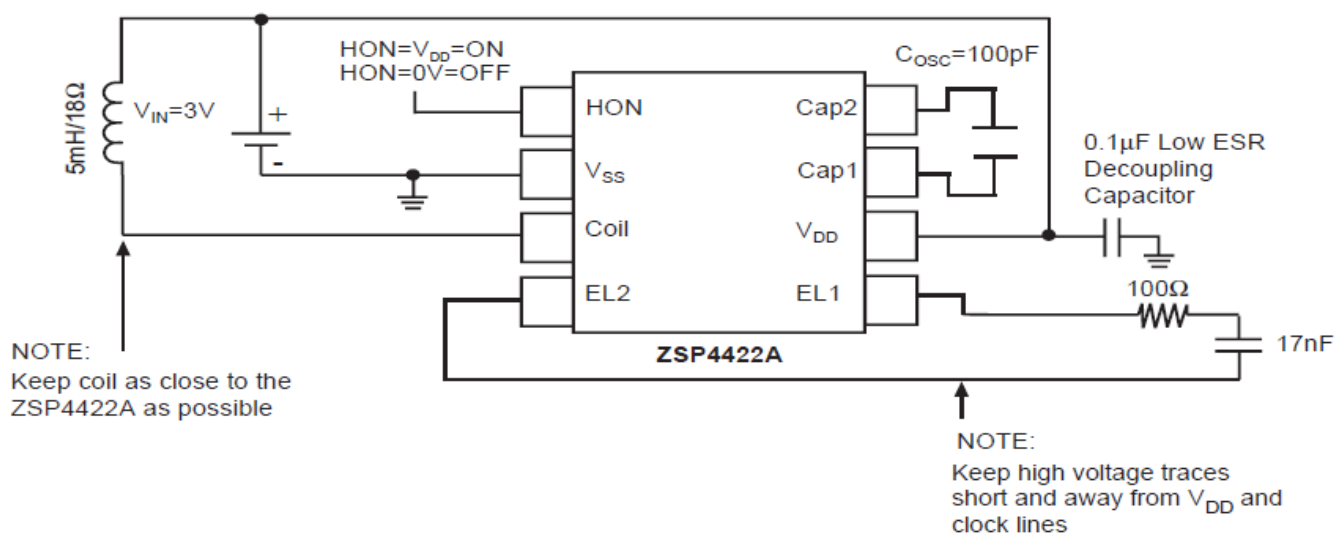 HON=VDD=ON
HON=0V=OFF
COSC=100pF
5mH/18Ω
VIN=3V
+
-
HON
Cap2
VSS
Cap1
Coil
VDD
EL2
EL1
0.1μF Low ESR
Decoupling
Capacitor
100Ω
17nF
ZSP4422A
NOTE:
Keep coil as close to the
ZSP4422A as possible
NOTE:
Keep high voltage traces
short and away from VDD and
clock lines